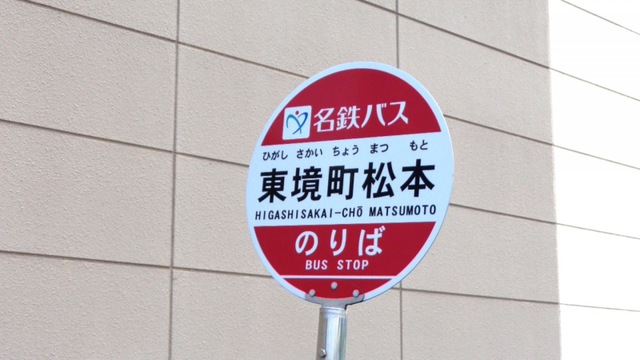 名鉄バス
ひがし さかい ちょう まつ もと
東境町松本
HIGASHISAKAI-CHŌ MATSUMOTO
のりば
BUS STOP